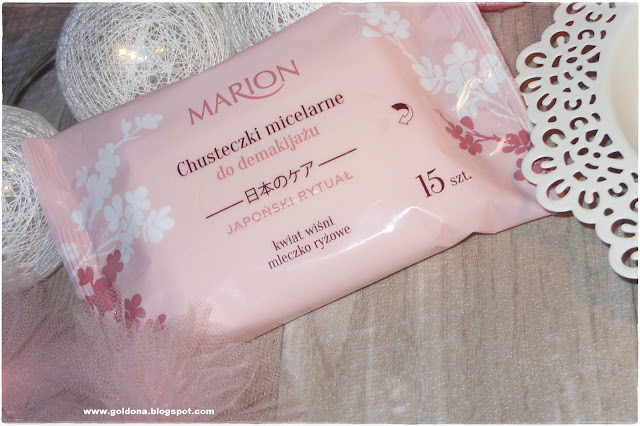 MARION
Chusteczki micelarne
do demakijażu
日本のケア
JAPOŃSKI RYTUAŁ
kwiat wiśni
mleczko ryżowe
15 szt.
www.goldona.blogspot.com